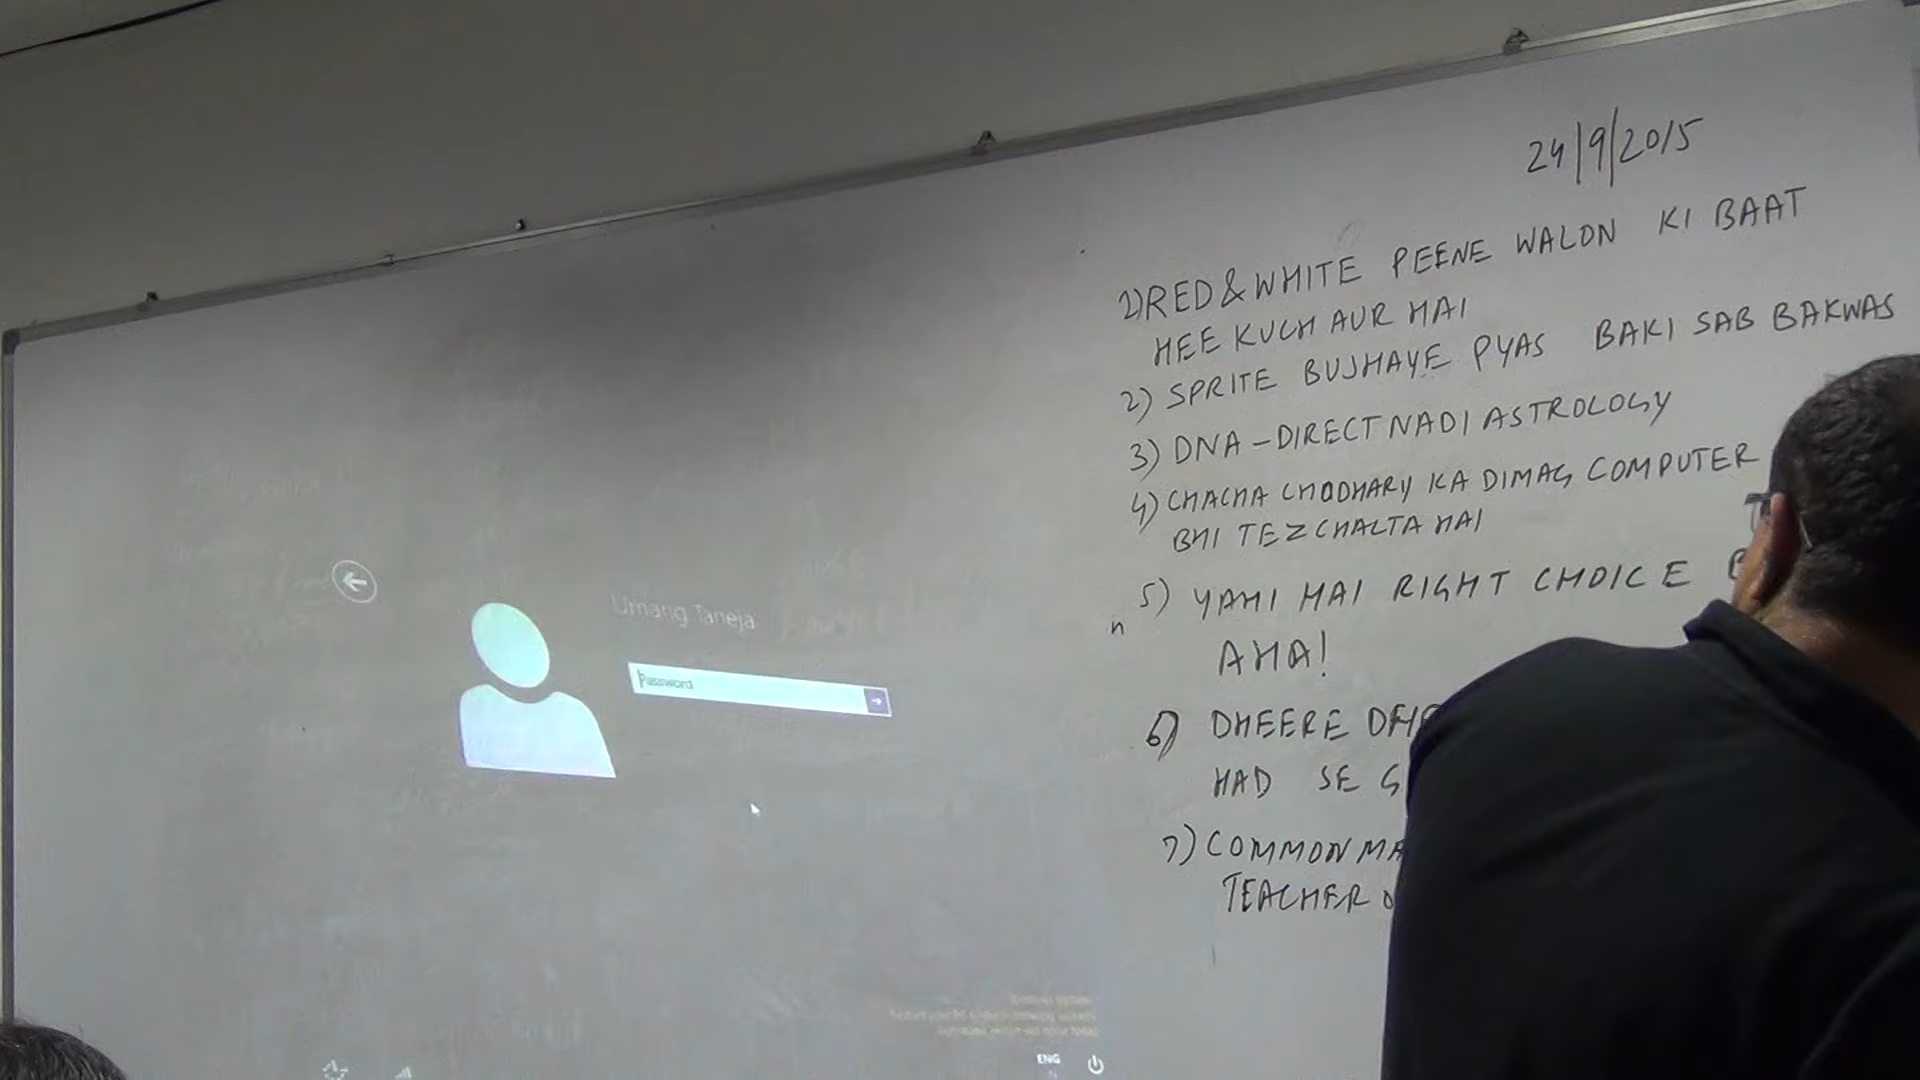 24/9/2015
1) RED & WHITE PEENE WALON KI BAAT
HEE KUCH AUR HAI
2) SPRITE BUJHAYE PYAS BAKI SAB BAKWAS
3) DNA - DIRECT NADI ASTROLOGY
4) CHACHA CHODHARY KA DIMAG COMPUTER
BHI TEZ CHALTA HAI
5) YAHI HAI RIGHT CHOICE
n
AHA!
6) DHEERE
HAD SE
7) COMMON
TEACHER
Umang Taneja
Password
ENG